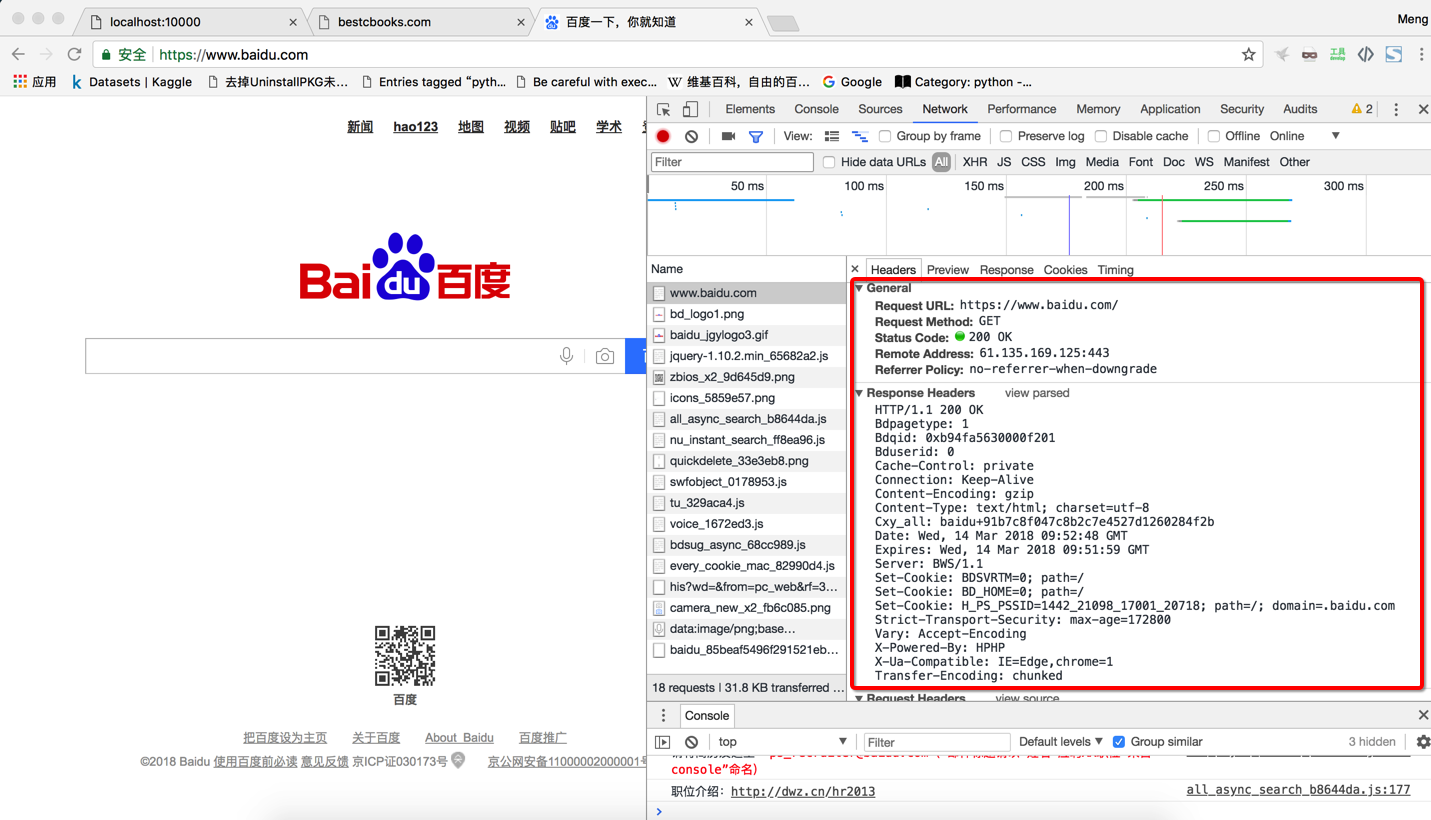 localhost:10000
bestcbooks.com
百度一下，你就知道
Meng
安全 https://www.baidu.com
应用 Datasets | Kaggle 去掉UninstallPKG未… Entries tagged “pyth… Be careful with exec… 维基百科，自由的百… Google Category: python -…
新闻 hao123 地图 视频 贴吧 学术
Bai du 百度
百度
把百度设为主页 关于百度 About Baidu 百度推广
©2018 Baidu 使用百度前必读 意见反馈 京ICP证030173号 京公网安备11000002000001号
Elements Console Sources Network Performance Memory Application Security Audits 2
View: Group by frame Preserve log Disable cache Offline Online
Filter Hide data URLs All XHR JS CSS Img Media Font Doc WS Manifest Other
50 ms 100 ms 150 ms 200 ms 250 ms 300 ms
Name
www.baidu.com
bd_logo1.png
baidu_jgylogo3.gif
jquery-1.10.2.min_65682a2.js
zbios_x2_9d645d9.png
icons_5859e57.png
all_async_search_b8644da.js
nu_instant_search_ff8ea96.js
quickdelete_33e3eb8.png
swfobject_0178953.js
tu_329aca4.js
voice_1672ed3.js
bdsug_async_68cc989.js
every_cookie_mac_82990d4.js
his?wd=&from=pc_web&rf=3…
camera_new_x2_fb6c085.png
data:image/png;base…
baidu_85beaf5496f291521eb…
18 requests | 31.8 KB transferred …
Headers Preview Response Cookies Timing
General
Request URL: https://www.baidu.com/
Request Method: GET
Status Code: 200 OK
Remote Address: 61.135.169.125:443
Referrer Policy: no-referrer-when-downgrade
Response Headers view parsed
HTTP/1.1 200 OK
Bdpagetype: 1
Bdqid: 0xb94fa5630000f201
Bduserid: 0
Cache-Control: private
Connection: Keep-Alive
Content-Encoding: gzip
Content-Type: text/html; charset=utf-8
Cxy_all: baidu+91b7c8f047c8b2c7e4527d1260284f2b
Date: Wed, 14 Mar 2018 09:52:48 GMT
Expires: Wed, 14 Mar 2018 09:51:59 GMT
Server: BWS/1.1
Set-Cookie: BDSVRTM=0; path=/
Set-Cookie: BD_HOME=0; path=/
Set-Cookie: H_PS_PSSID=1442_21098_17001_20718; path=/; domain=.baidu.com
Strict-Transport-Security: max-age=172800
Vary: Accept-Encoding
X-Powered-By: HPHP
X-Ua-Compatible: IE=Edge,chrome=1
Transfer-Encoding: chunked
Request Headers view source
Console
top Filter Default levels Group similar 3 hidden
console”命名）
职位介绍：http://dwz.cn/hr2013 all_async_search_b8644da.js:177